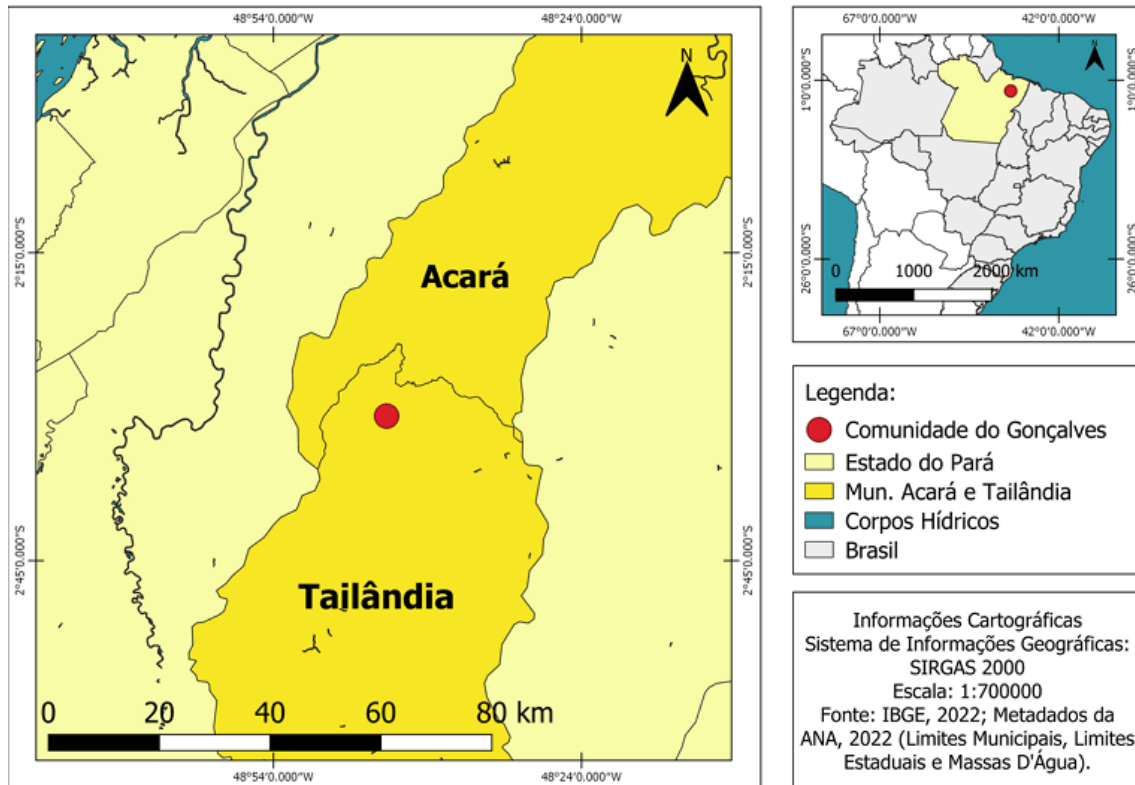 48°54'0.000"W
48°24'0.000"W
N
2°15'0.000"S
2°15'0.000"S
Acará
2°45'0.000"S
2°45'0.000"S
Tailândia
0 20 40 60 80 km
48°54'0.000"W
48°24'0.000"W
67°0'0.000"W
42°0'0.000"W
N
1°0'0.000"S
1°0'0.000"S
26°0'0.000"S
26°0'0.000"S
0 1000 2000 km
67°0'0.000"W
42°0'0.000"W
Legenda:
Comunidade do Gonçalves
Estado do Pará
Mun. Acará e Tailândia
Corpos Hídricos
Brasil
Informações Cartográficas
Sistema de Informações Geográficas:
SIRGAS 2000
Escala: 1:700000
Fonte: IBGE, 2022; Metadados da
ANA, 2022 (Limites Municipais, Limites
Estaduais e Massas D'Água).